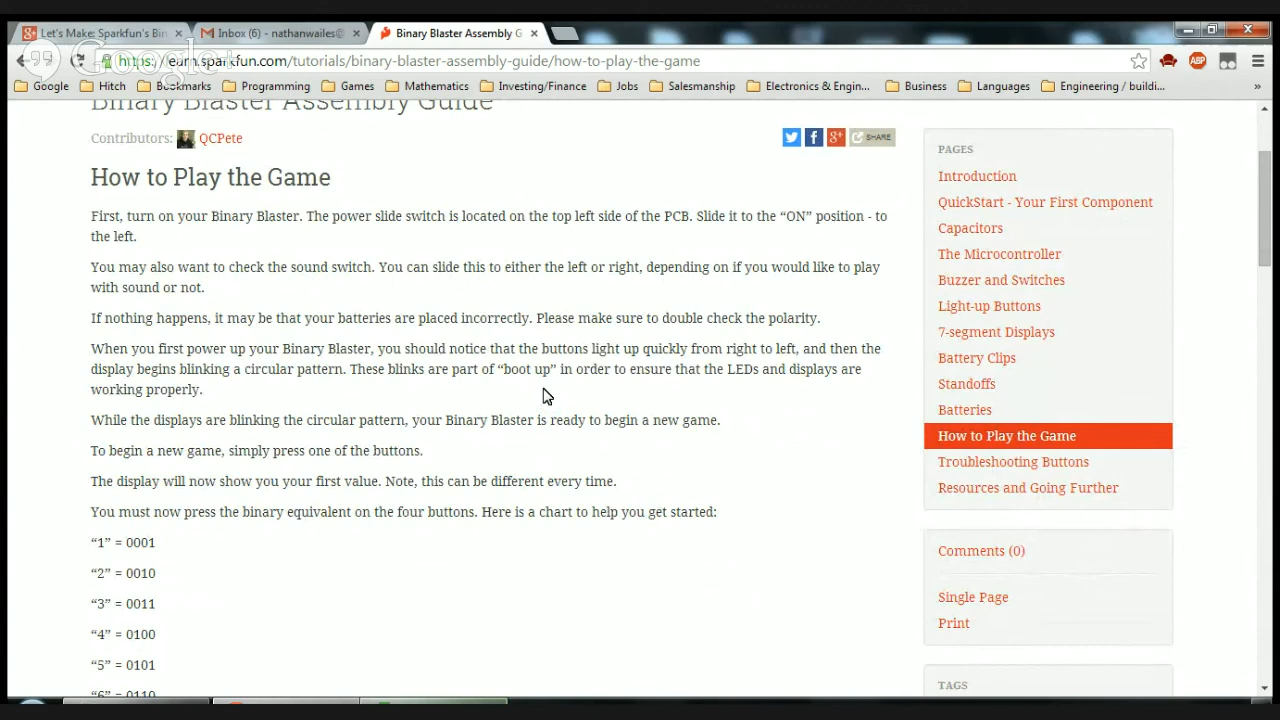 Let's Make: Sparkfun's Bin
Inbox (6) - nathanwailes@
Binary Blaster Assembly G
Google+
https://learn.sparkfun.com/tutorials/binary-blaster-assembly-guide/how-to-play-the-game
ABP
Google Hitch Bookmarks Programming Games Mathematics Investing/Finance Jobs Salesmanship Electronics & Engin... Business Languages Engineering / buildi... »
Binary Blaster Assembly Guide
Contributors: QCPete
SHARE
How to Play the Game
First, turn on your Binary Blaster. The power slide switch is located on the top left side of the PCB. Slide it to the “ON” position - to
the left.
You may also want to check the sound switch. You can slide this to either the left or right, depending on if you would like to play
with sound or not.
If nothing happens, it may be that your batteries are placed incorrectly. Please make sure to double check the polarity.
When you first power up your Binary Blaster, you should notice that the buttons light up quickly from right to left, and then the
display begins blinking a circular pattern. These blinks are part of “boot up” in order to ensure that the LEDs and displays are
working properly.
While the displays are blinking the circular pattern, your Binary Blaster is ready to begin a new game.
To begin a new game, simply press one of the buttons.
The display will now show you your first value. Note, this can be different every time.
You must now press the binary equivalent on the four buttons. Here is a chart to help you get started:
“1” = 0001
“2” = 0010
“3” = 0011
“4” = 0100
“5” = 0101
“6” = 0110
PAGES
Introduction
QuickStart - Your First Component
Capacitors
The Microcontroller
Buzzer and Switches
Light-up Buttons
7-segment Displays
Battery Clips
Standoffs
Batteries
How to Play the Game
Troubleshooting Buttons
Resources and Going Further
Comments (0)
Single Page
Print
TAGS